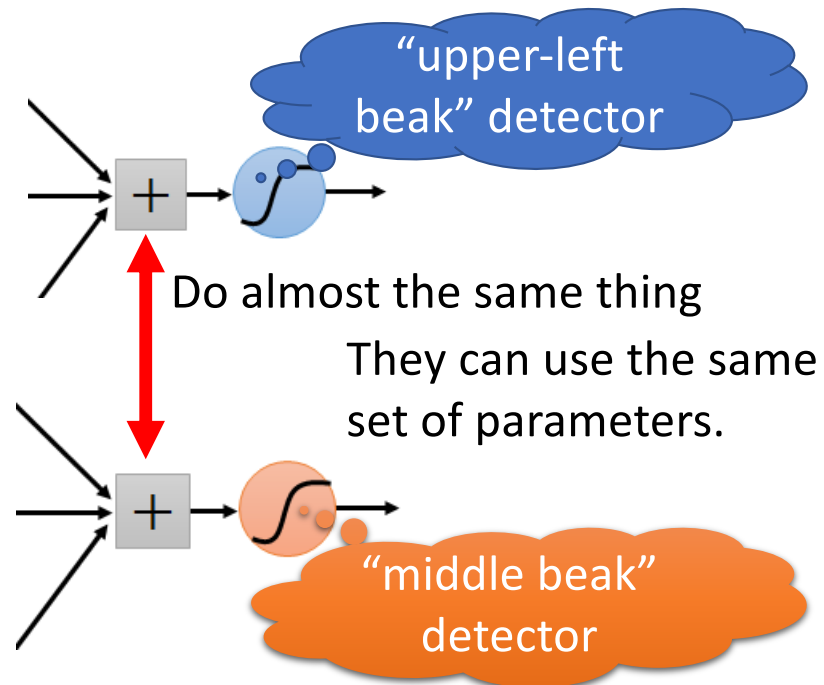 “upper-left
beak” detector
+
Do almost the same thing
They can use the same
set of parameters.
+
“middle beak”
detector